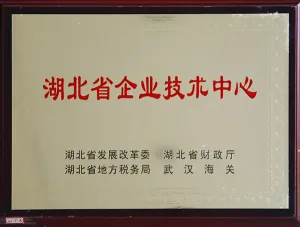 湖北省企业技术中心
湖北省发展改革委 湖北省财政厅
湖北省地方税务局 武汉海关